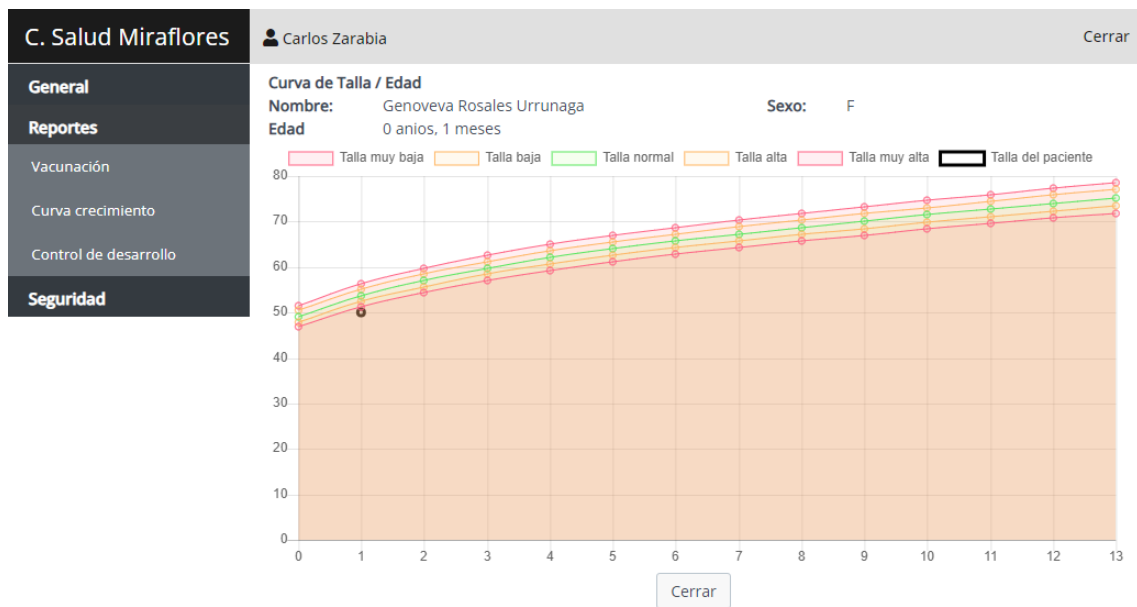 C. Salud Miraflores
Carlos Zarabia
Cerrar
General
Reportes
Vacunación
Curva crecimiento
Control de desarrollo
Seguridad
Curva de Talla / Edad
Nombre: Genoveva Rosales Urrunaga Sexo: F
Edad 0 anios, 1 meses
Talla muy baja Talla baja Talla normal Talla alta Talla muy alta Talla del paciente
80
70
60
50
40
30
20
10
0
0 1 2 3 4 5 6 7 8 9 10 11 12 13
Cerrar